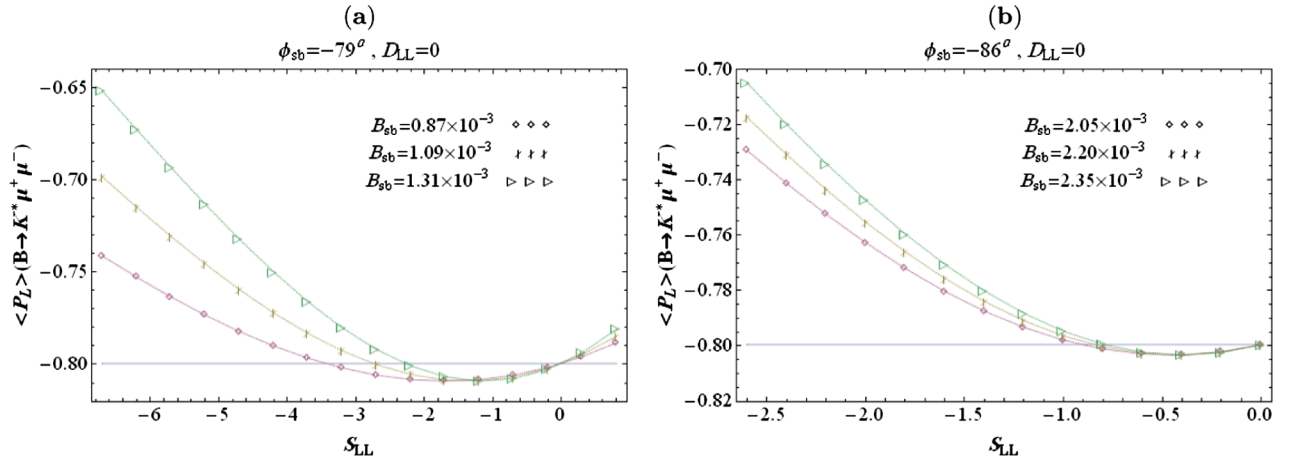 (a)
ϕsb=−79° , DLL=0
<PL>(B→K*μ+μ−)
−0.65
−0.70
−0.75
−0.80
Bsb=0.87×10−3
Bsb=1.09×10−3
Bsb=1.31×10−3
−6 −5 −4 −3 −2 −1 0
SLL
(b)
ϕsb=−86° , DLL=0
<PL>(B→K*μ+μ−)
−0.70
−0.72
−0.74
−0.76
−0.78
−0.80
−0.82
Bsb=2.05×10−3
Bsb=2.20×10−3
Bsb=2.35×10−3
−2.5 −2.0 −1.5 −1.0 −0.5 0.0
SLL